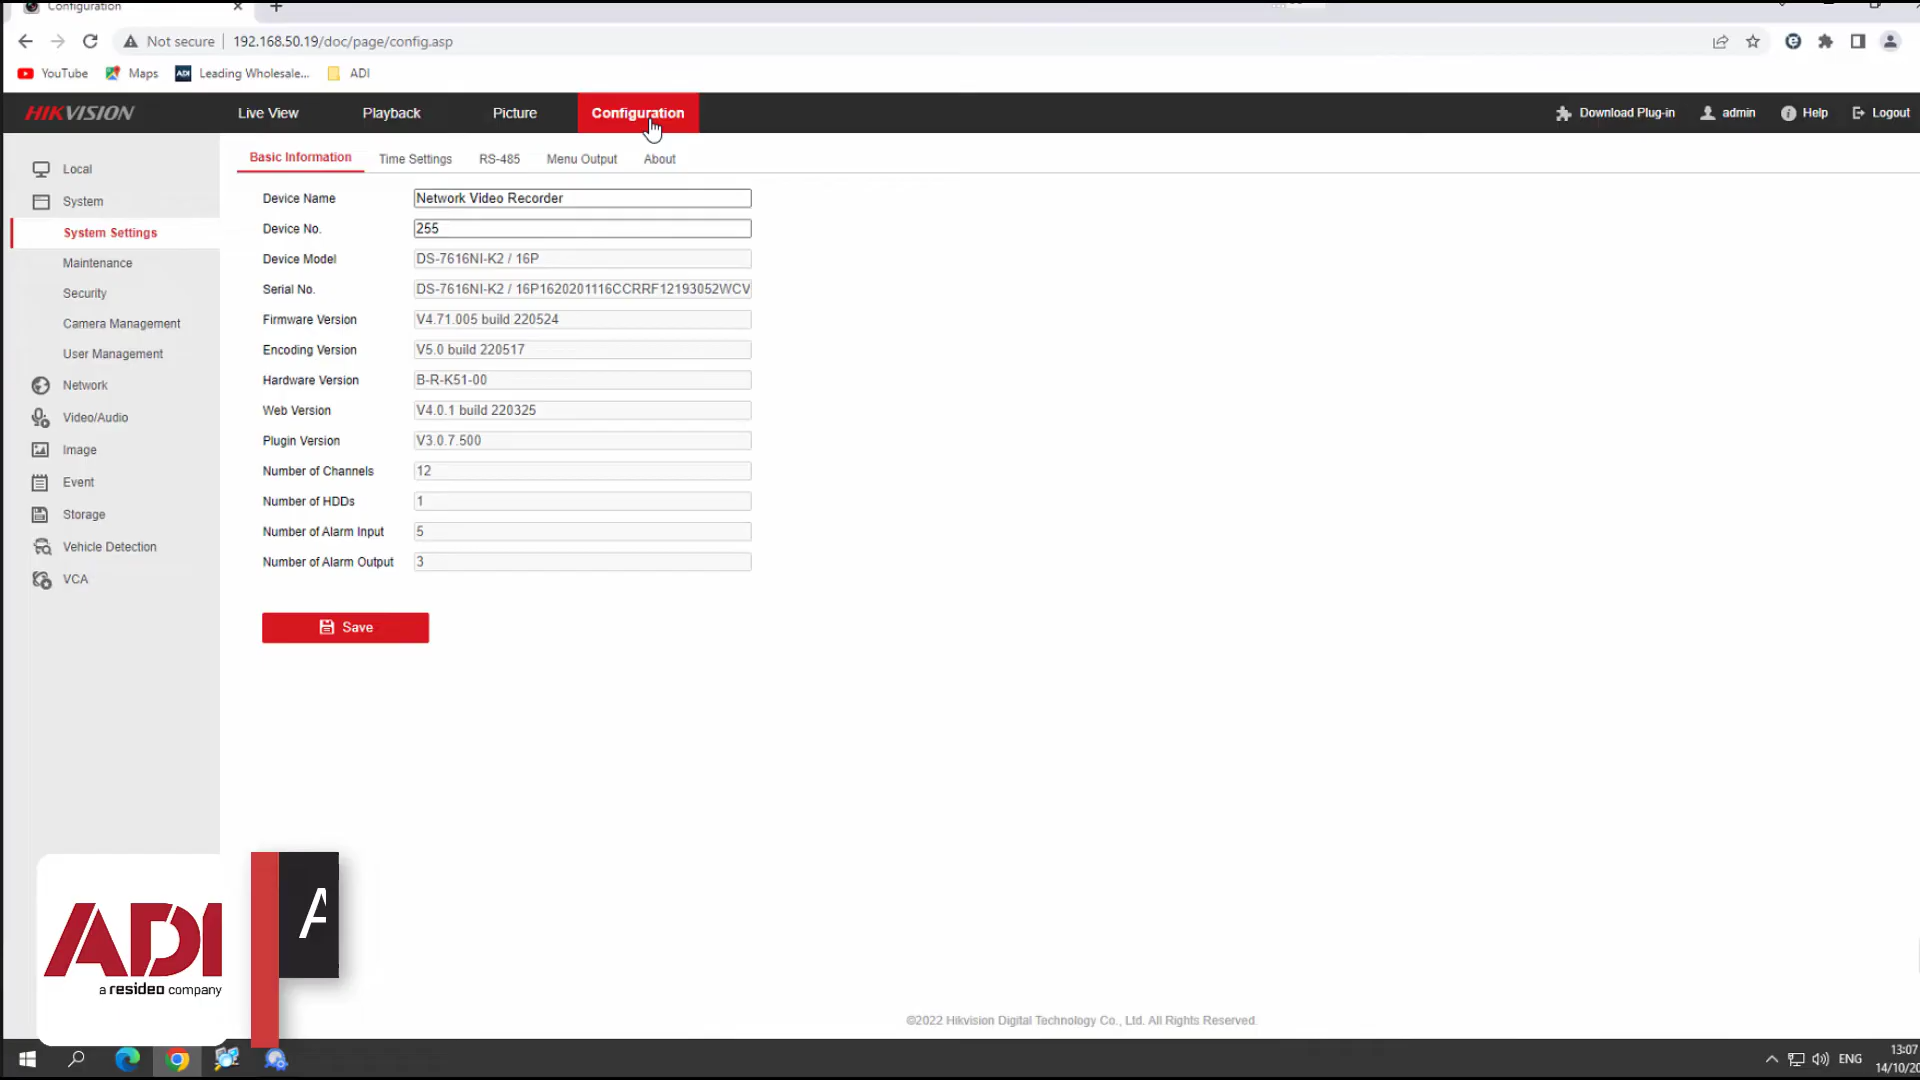 Configuration
Not secure 192.168.50.19/doc/page/config.asp
YouTube Maps ADI Leading Wholesale... ADI
HIKVISION Live View Playback Picture Configuration Download Plug-in admin Help Logout
Basic Information Time Settings RS-485 Menu Output About
Local
System
System Settings
Maintenance
Security
Camera Management
User Management
Network
Video/Audio
Image
Event
Storage
Vehicle Detection
VCA
Device Name Network Video Recorder
Device No. 255
Device Model DS-7616NI-K2 / 16P
Serial No. DS-7616NI-K2 / 16P1620201116CCRRF12193052WCV
Firmware Version V4.71.005 build 220524
Encoding Version V5.0 build 220517
Hardware Version B-R-K51-00
Web Version V4.0.1 build 220325
Plugin Version V3.0.7.500
Number of Channels 12
Number of HDDs 1
Number of Alarm Input 5
Number of Alarm Output 3
Save
ADI
a resideo company
A
©2022 Hikvision Digital Technology Co., Ltd. All Rights Reserved.
ENG
13:07
14/10/20